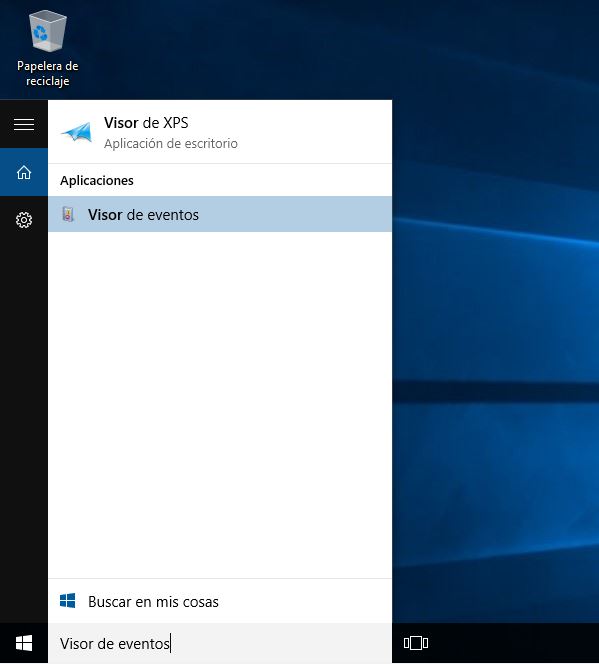 Papelera de
reciclaje
Visor de XPS
Aplicación de escritorio
Aplicaciones
Visor de eventos
Buscar en mis cosas
Visor de eventos